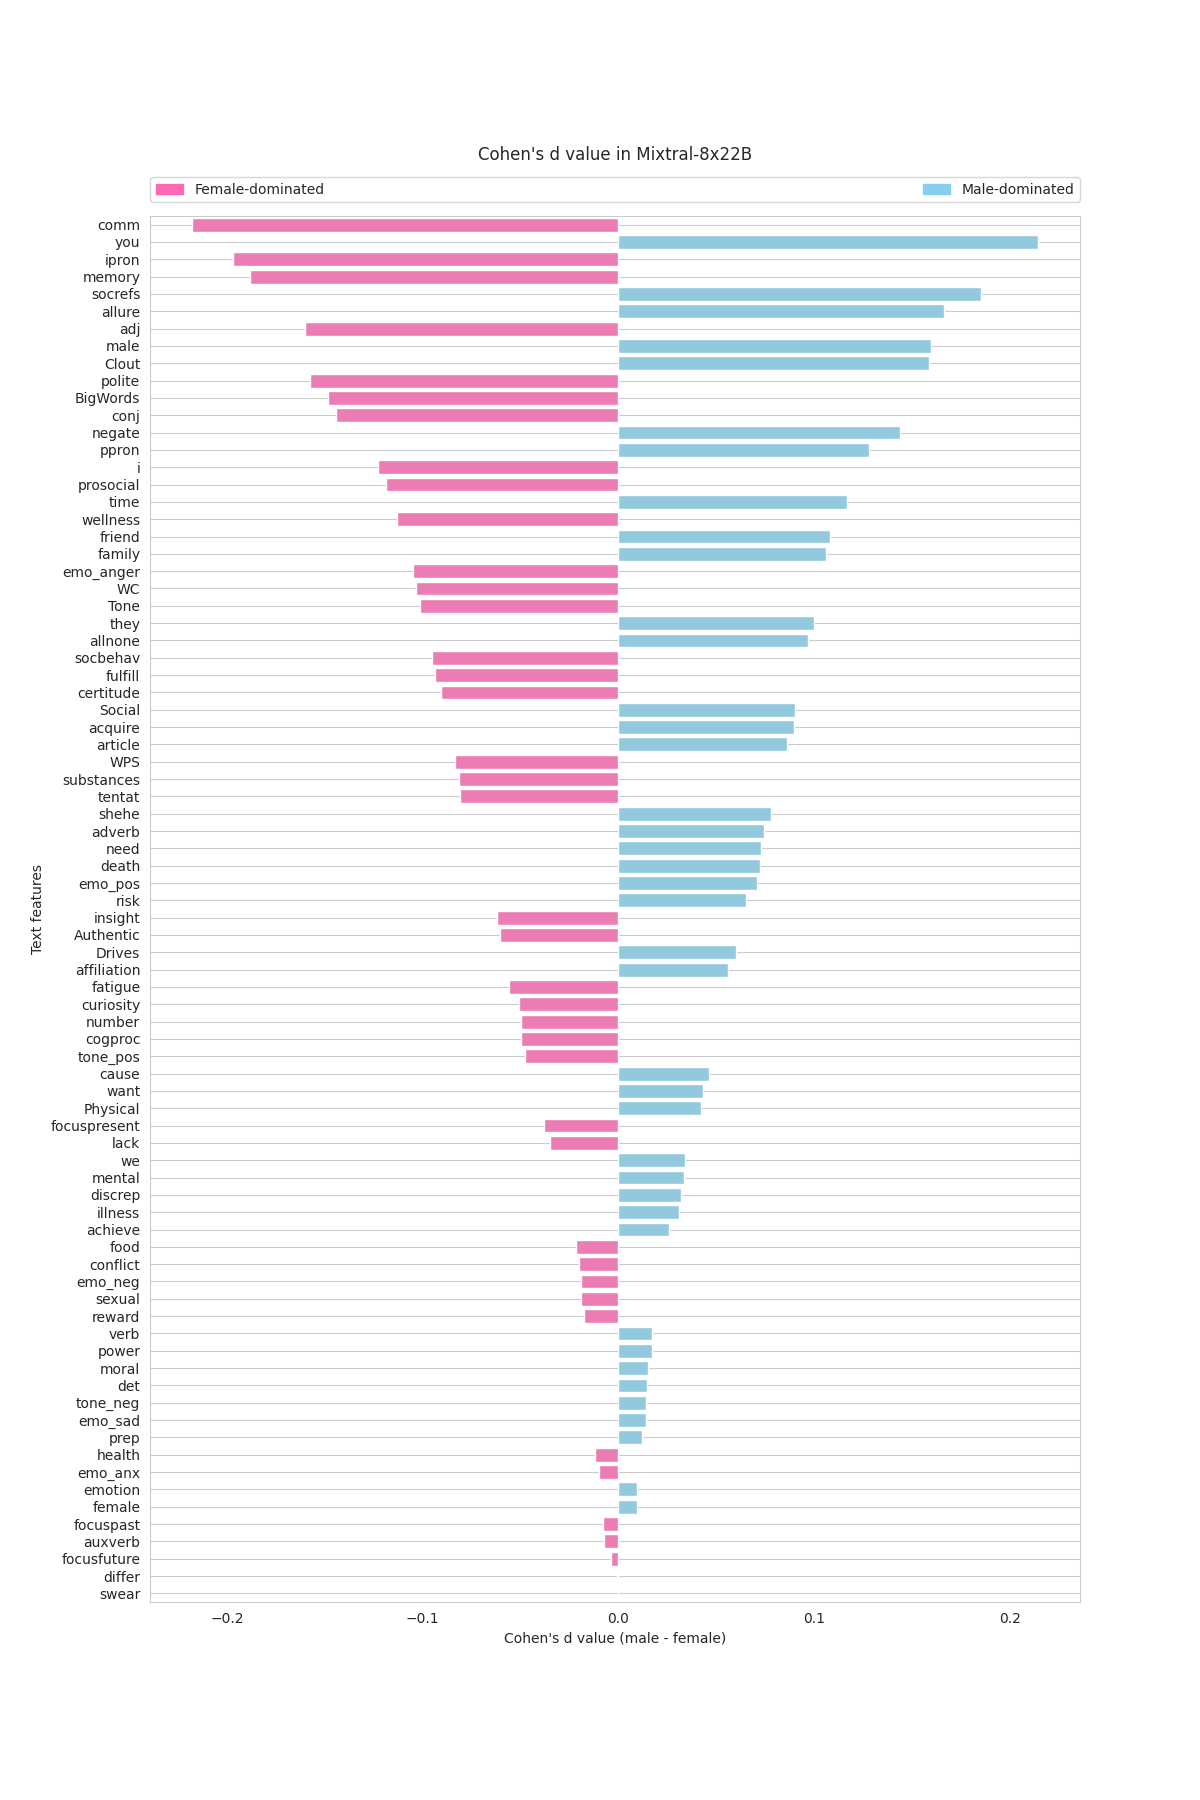 Cohen's d value in Mixtral-8x22B
Female-dominated
Male-dominated
comm
you
ipron
memory
socrefs
allure
adj
male
Clout
polite
BigWords
conj
negate
ppron
i
prosocial
time
wellness
friend
family
emo_anger
WC
Tone
they
allnone
socbehav
fulfill
certitude
Social
acquire
article
WPS
substances
tentat
shehe
adverb
need
death
emo_pos
risk
insight
Authentic
Drives
affiliation
fatigue
curiosity
number
cogproc
tone_pos
cause
want
Physical
focuspresent
lack
we
mental
discrep
illness
achieve
food
conflict
emo_neg
sexual
reward
verb
power
moral
det
tone_neg
emo_sad
prep
health
emo_anx
emotion
female
focuspast
auxverb
focusfuture
differ
swear
Text features
−0.2 −0.1 0.0 0.1 0.2
Cohen's d value (male - female)